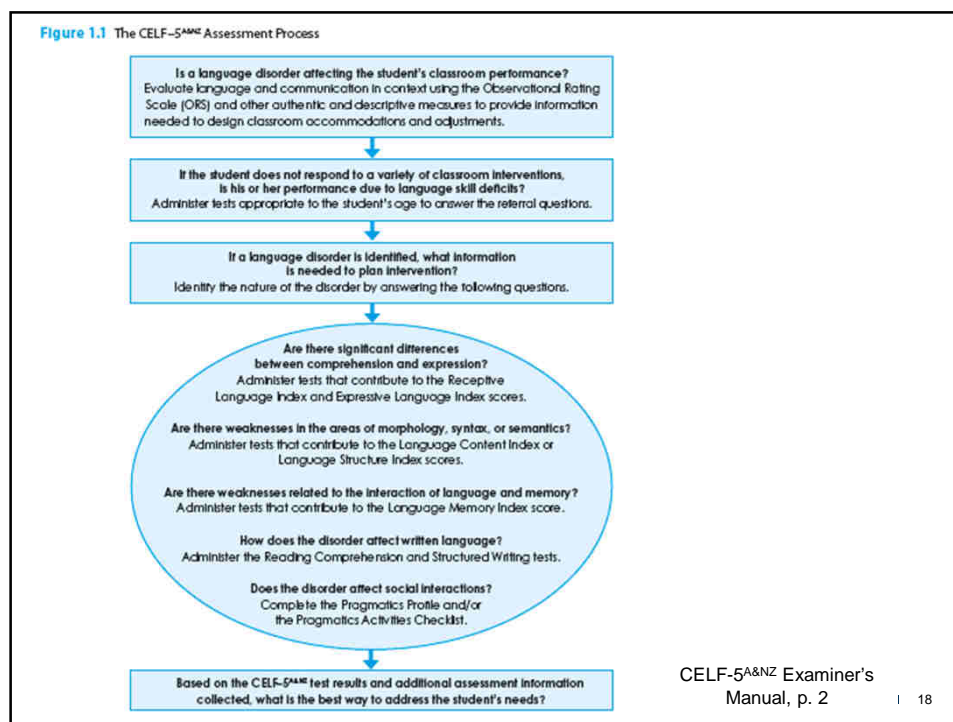 Figure 1.1 The CELF–5A&NZ Assessment Process
Is a language disorder affecting the student's classroom performance?
Evaluate language and communication in context using the Observational Rating
Scale (ORS) and other authentic and descriptive measures to provide information
needed to design classroom accommodations and adjustments.
If the student does not respond to a variety of classroom interventions,
is his or her performance due to language skill deficits?
Administer tests appropriate to the student's age to answer the referral questions.
If a language disorder is identified, what information
is needed to plan intervention?
Identify the nature of the disorder by answering the following questions.
Are there significant differences
between comprehension and expression?
Administer tests that contribute to the Receptive
Language Index and Expressive Language Index scores.
Are there weaknesses in the areas of morphology, syntax, or semantics?
Administer tests that contribute to the Language Content Index or
Language Structure Index scores.
Are there weaknesses related to the interaction of language and memory?
Administer tests that contribute to the Language Memory Index score.
How does the disorder affect written language?
Administer the Reading Comprehension and Structured Writing tests.
Does the disorder affect social interactions?
Complete the Pragmatics Profile and/or
the Pragmatics Activities Checklist.
Based on the CELF–5A&NZ test results and additional assessment information
collected, what is the best way to address the student's needs?
CELF-5A&NZ Examiner's
Manual, p. 2
| 18